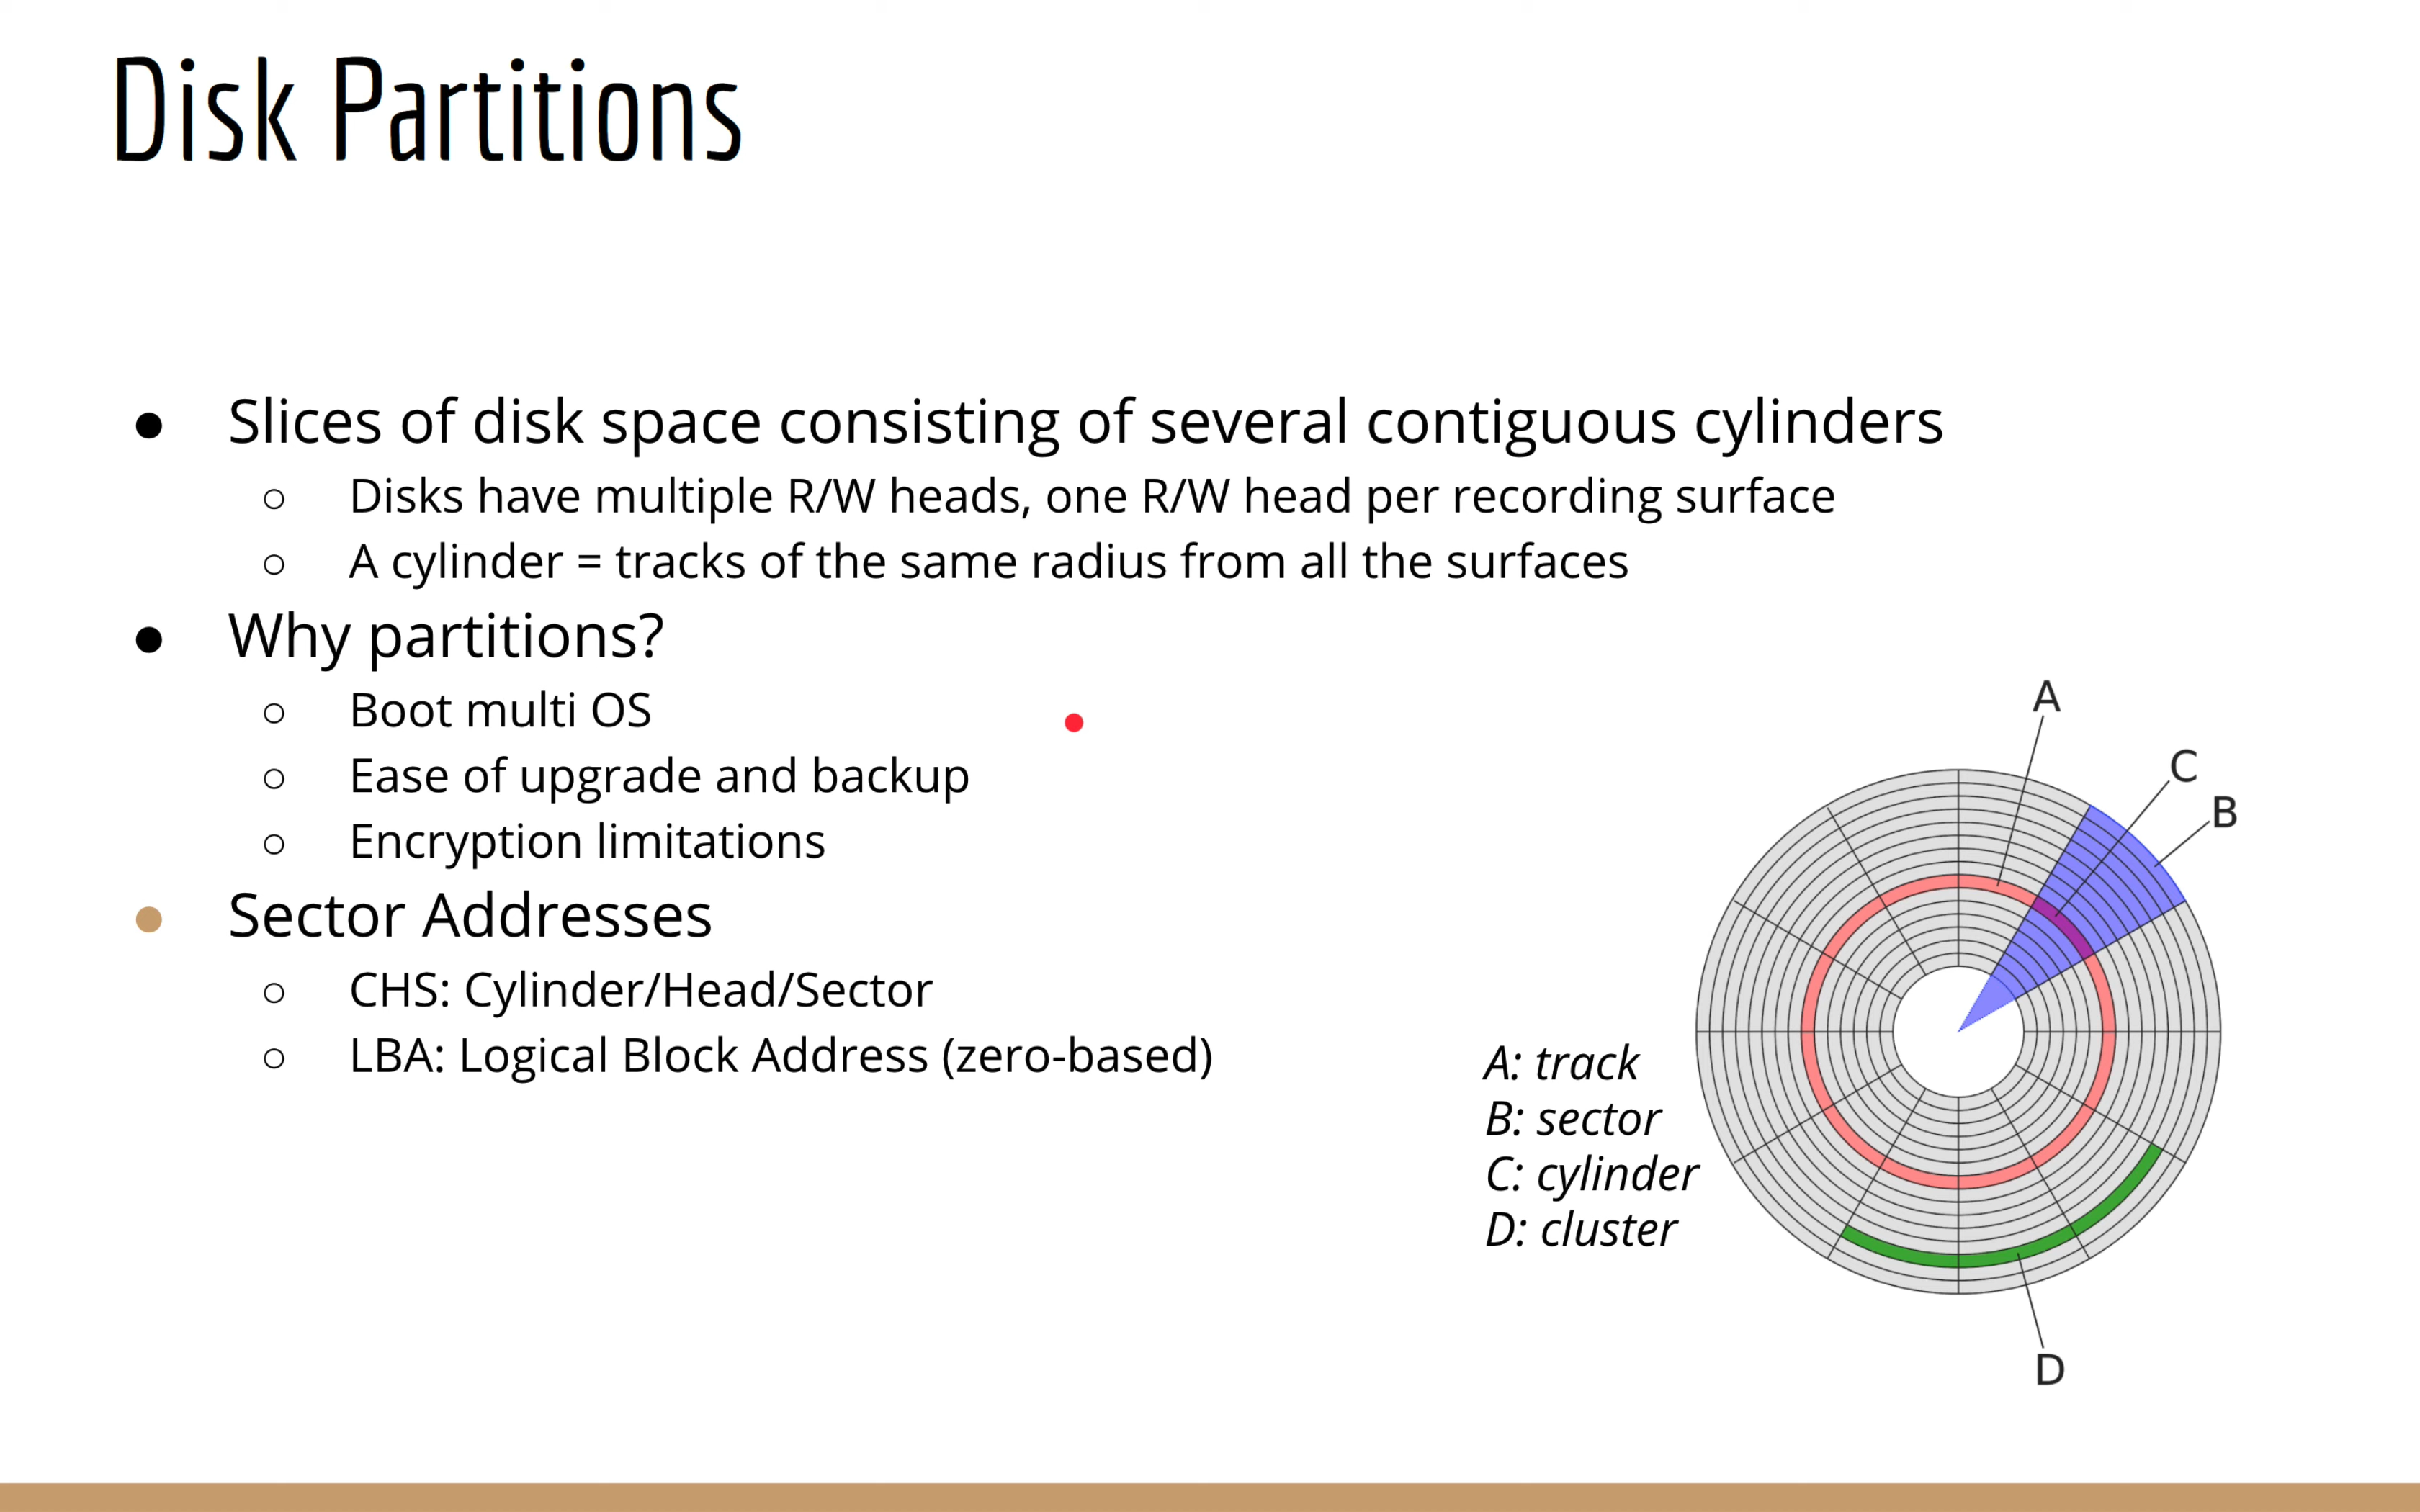 Disk Partitions
● Slices of disk space consisting of several contiguous cylinders
○ Disks have multiple R/W heads, one R/W head per recording surface
○ A cylinder = tracks of the same radius from all the surfaces
● Why partitions?
○ Boot multi OS
○ Ease of upgrade and backup
○ Encryption limitations
● Sector Addresses
○ CHS: Cylinder/Head/Sector
○ LBA: Logical Block Address (zero-based)
A
C
B
A: track
B: sector
C: cylinder
D: cluster
D